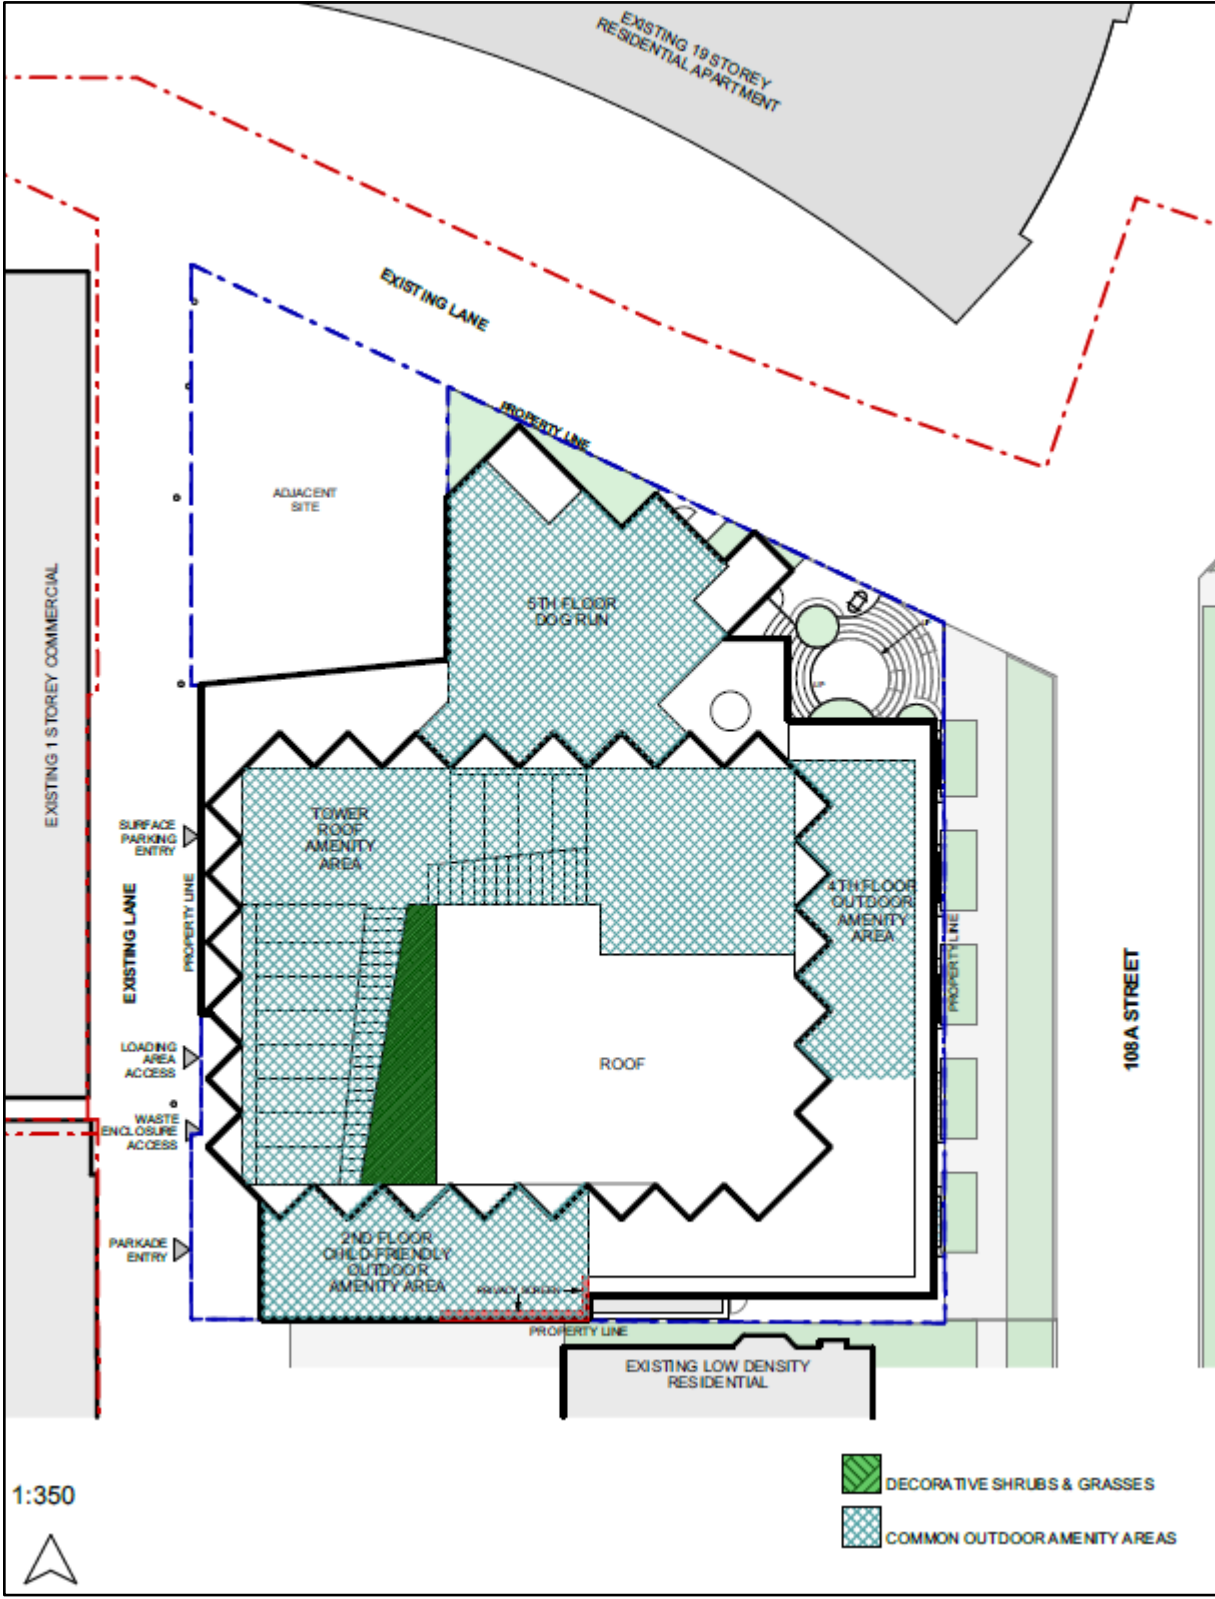 EXISTING 19 STOREY
RESIDENTIAL APARTMENT
EXISTING LANE
PROPERTY LINE
ADJACENT
SITE
EXISTING 1 STOREY COMMERCIAL
5TH FLOOR
DOG RUN
UP
TOWER
ROOF
AMENITY
AREA
SURFACE
PARKING
ENTRY
PROPERTY LINE
EXISTING LANE
4TH FLOOR
OUTDOOR
AMENITY
AREA
PROPERTY LINE
108A STREET
LOADING
AREA
ACCESS
ROOF
WASTE
ENCLOSURE
ACCESS
PARKADE
ENTRY
2ND FLOOR
CHILD-FRIENDLY
OUTDOOR
AMENITY AREA
PRIVACY SCREEN
PROPERTY LINE
EXISTING LOW DENSITY
RESIDENTIAL
1:350
DECORATIVE SHRUBS & GRASSES
COMMON OUTDOOR AMENITY AREAS